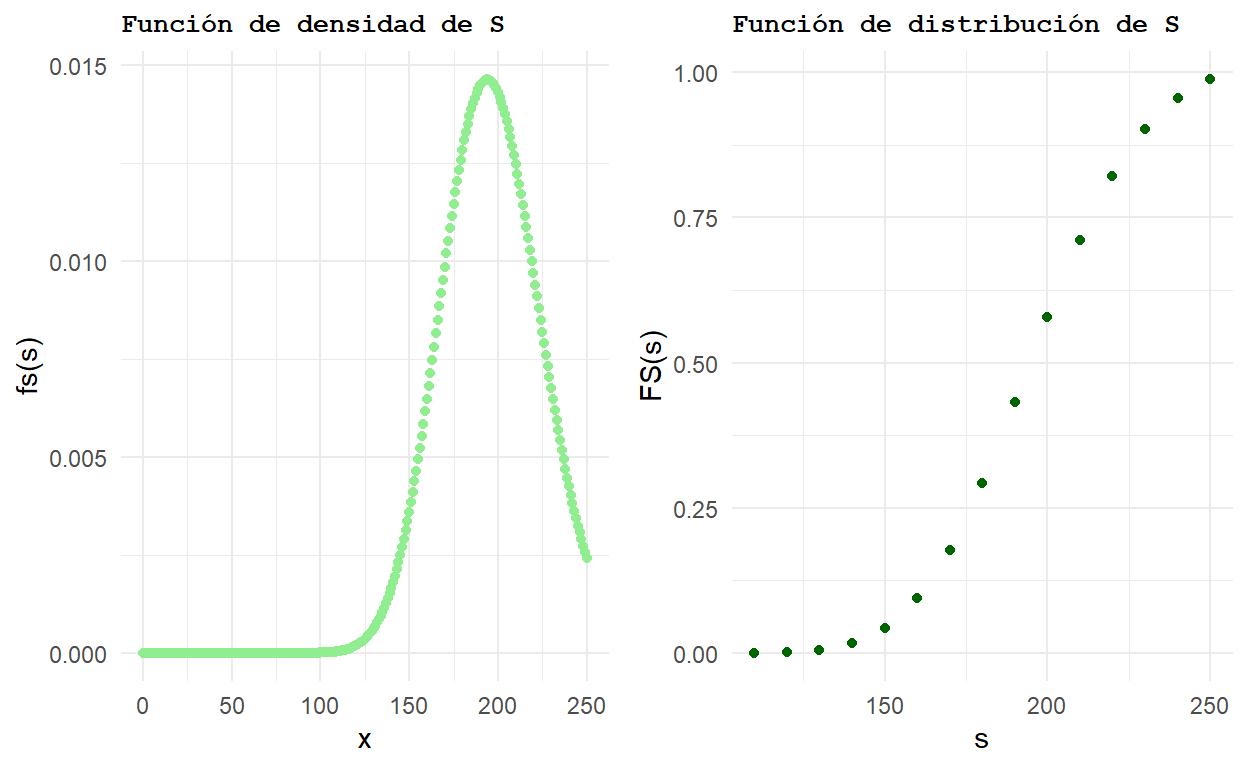 Función de densidad de S
0.015
0.010
0.005
0.000
fs(s)
0 50 100 150 200 250
x
Función de distribución de S
1.00
0.75
0.50
0.25
0.00
FS(s)
150 200 250
s